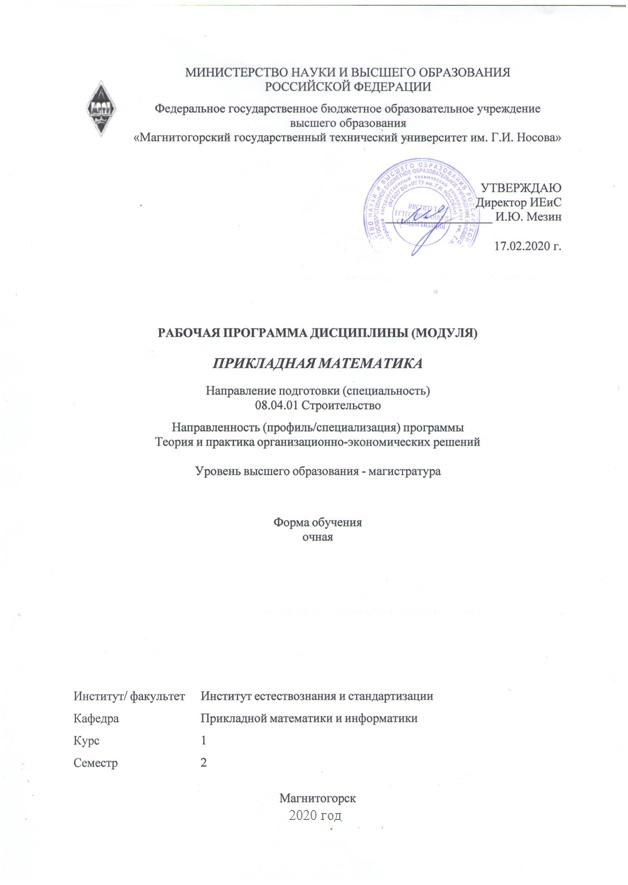 МИНИСТЕРСТВО НАУКИ И ВЫСШЕГО ОБРАЗОВАНИЯ
РОССИЙСКОЙ ФЕДЕРАЦИИ
Федеральное государственное бюджетное образовательное учреждение
высшего образования
«Магнитогорский государственный технический университет им. Г.И. Носова»
УТВЕРЖДАЮ
Директор ИЕиС
И.Ю. Мезин
17.02.2020 г.
РАБОЧАЯ ПРОГРАММА ДИСЦИПЛИНЫ (МОДУЛЯ)
ПРИКЛАДНАЯ МАТЕМАТИКА
Направление подготовки (специальность)
08.04.01 Строительство
Направленность (профиль/специализация) программы
Теория и практика организационно-экономических решений
Уровень высшего образования - магистратура
Форма обучения
очная
Институт/ факультет Институт естествознания и стандартизации
Кафедра Прикладной математики и информатики
Курс 1
Семестр 2
Магнитогорск
2020 год